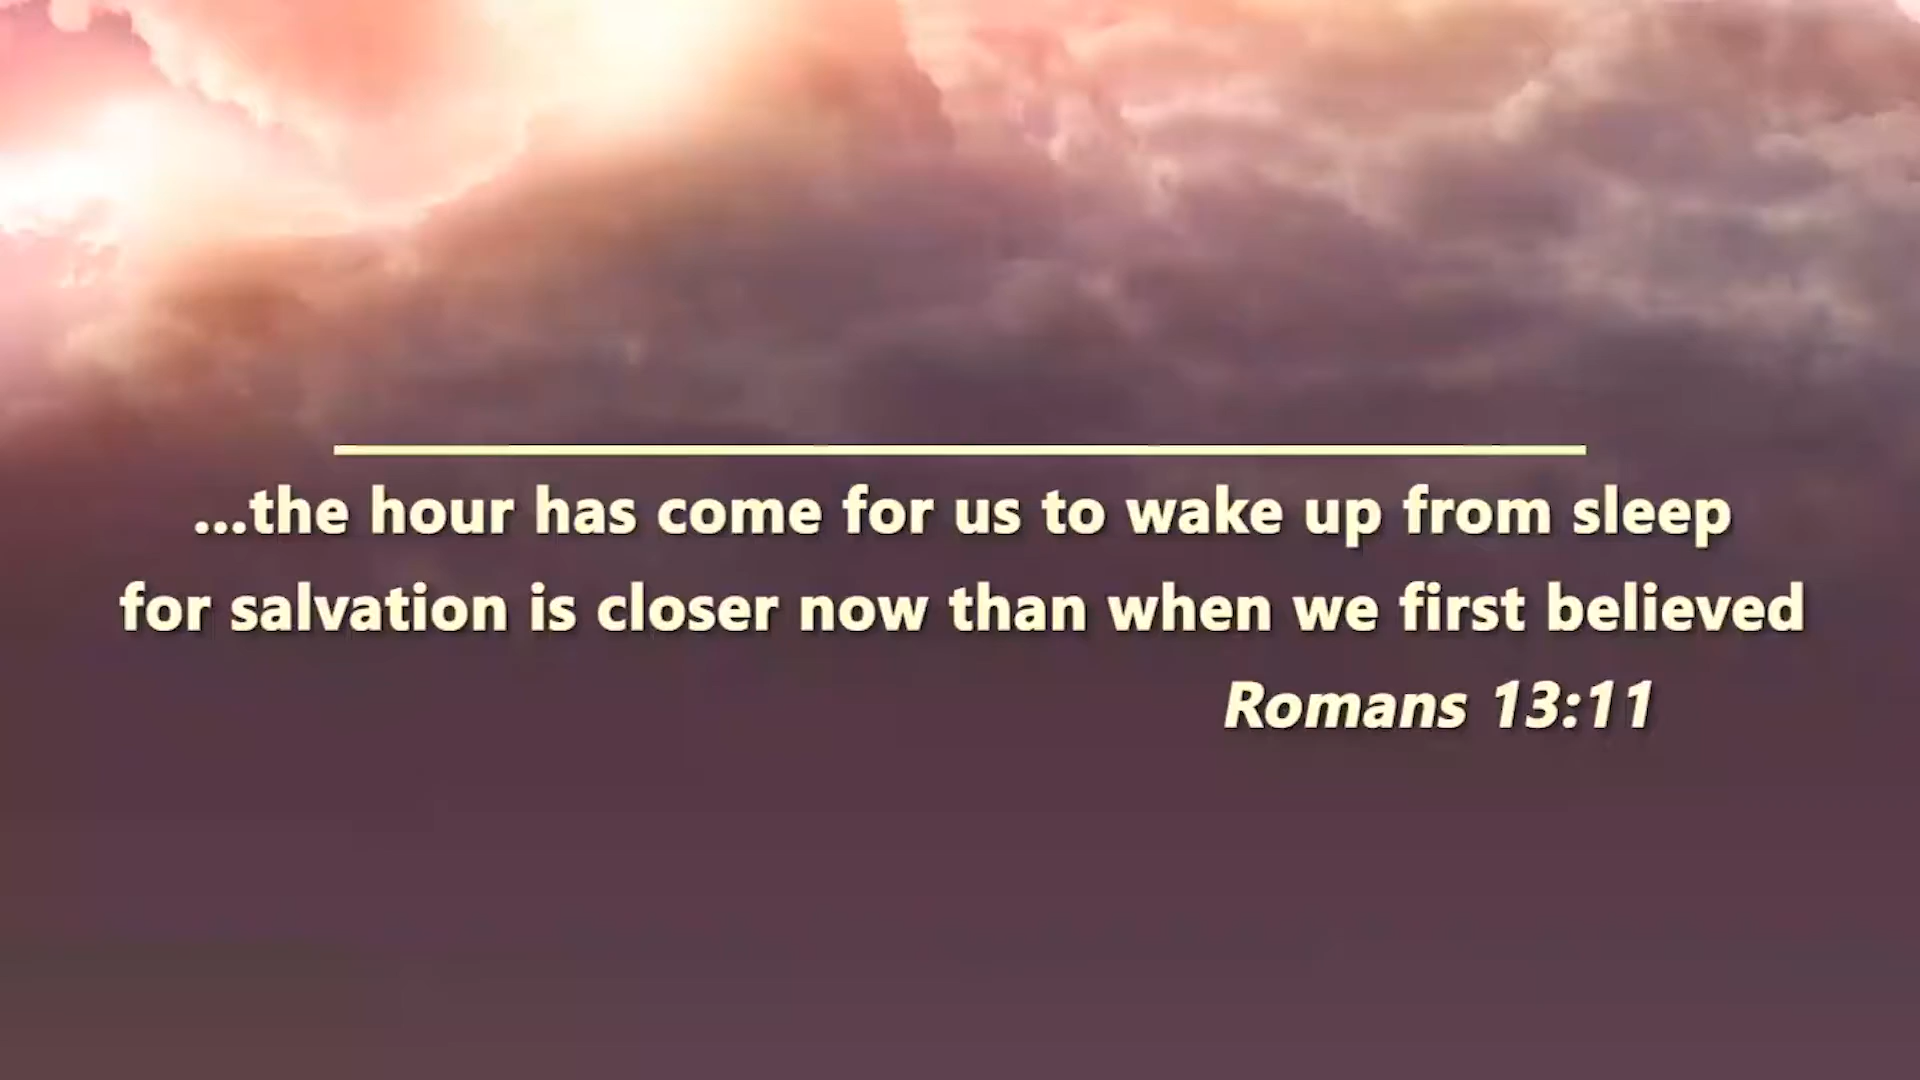 ...the hour has come for us to wake up from sleep
for salvation is closer now than when we first believed
Romans 13:11